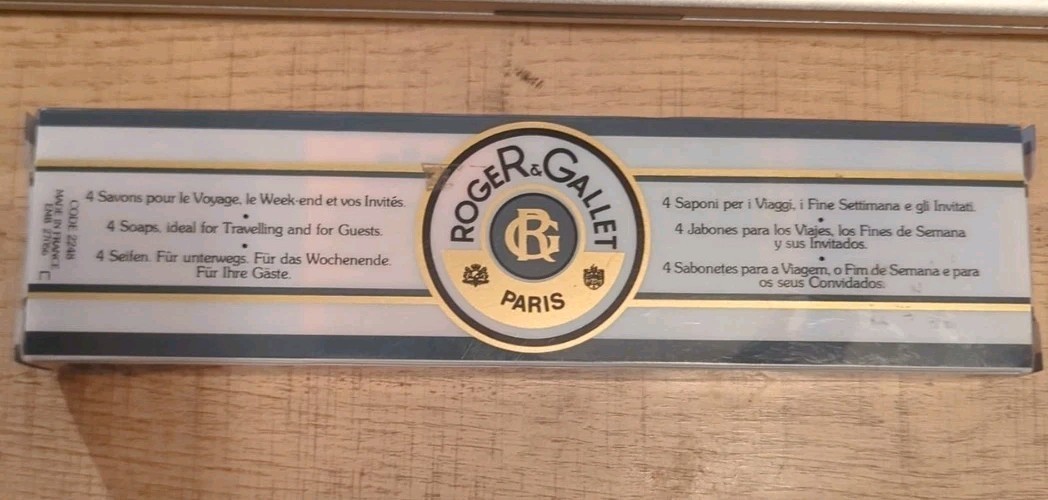 4 Savons pour le Voyage, le Week-end et vos Invités.
•
4 Soaps, ideal for Travelling and for Guests.
•
4 Seifen. Für unterwegs. Für das Wochenende.
Für Ihre Gäste.
CODE 2248
MADE IN FRANCE
EMB 27706
ROGER & GALLET
RG
PARIS
4 Saponi per i Viaggi, i Fine Settimana e gli Invitati.
•
4 Jabones para los Viajes, los Fines de Semana
y sus Invitados.
•
4 Sabonetes para a Viagem, o Fim de Semana e para
os seus Convidados.